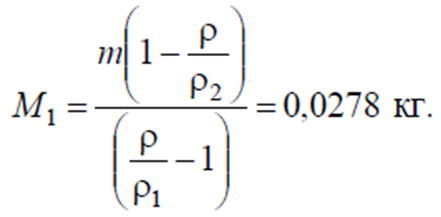 M₁ = m(1 − ρ/ρ₂) / (ρ/ρ₁ − 1) = 0,0278 кг.